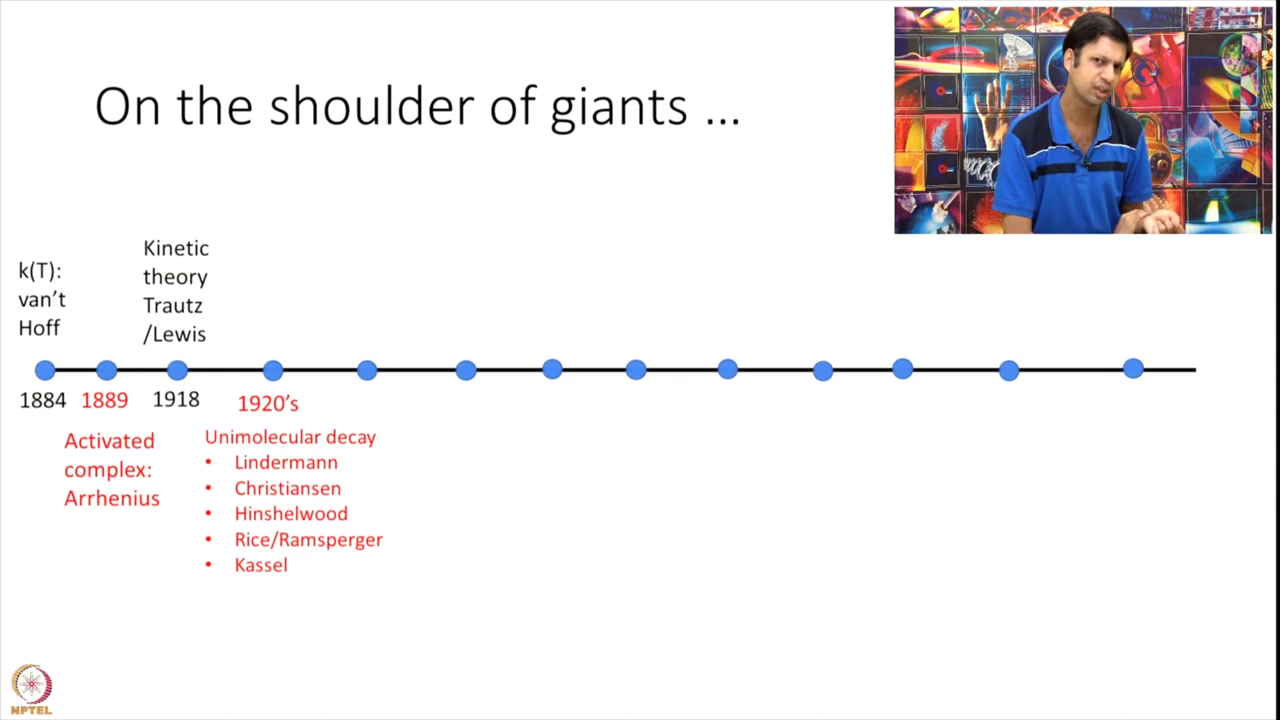 On the shoulder of giants ...
k(T):
van't
Hoff
Kinetic
theory
Trautz
/Lewis
1884
1889
1918
1920's
Activated
complex:
Arrhenius
Unimolecular decay
• Lindermann
• Christiansen
• Hinshelwood
• Rice/Ramsperger
• Kassel
NPTEL